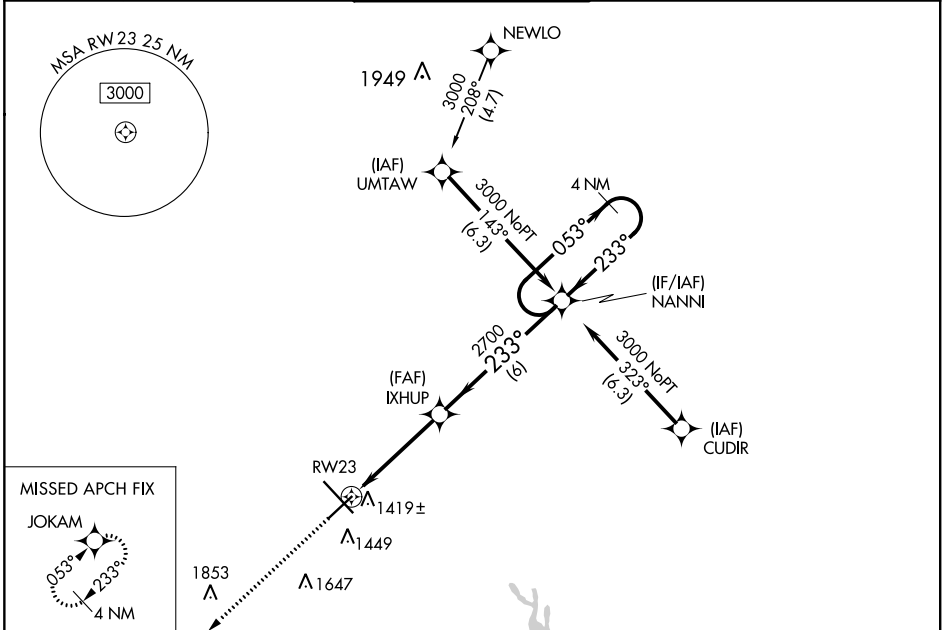 MSA RW23 25 NM
3000
NEWLO
1949
3000
208°
(4.7)
(IAF)
UMTAW
3000 NoPT
143°
(6.3)
4 NM
053°
233°
(IF/IAF)
NANNI
2700
233°
(6)
3000 NoPT
323°
(6.3)
(FAF)
IXHUP
(IAF)
CUDIR
RW23
1419±
1449
1647
1853
MISSED APCH FIX
JOKAM
053°
233°
4 NM